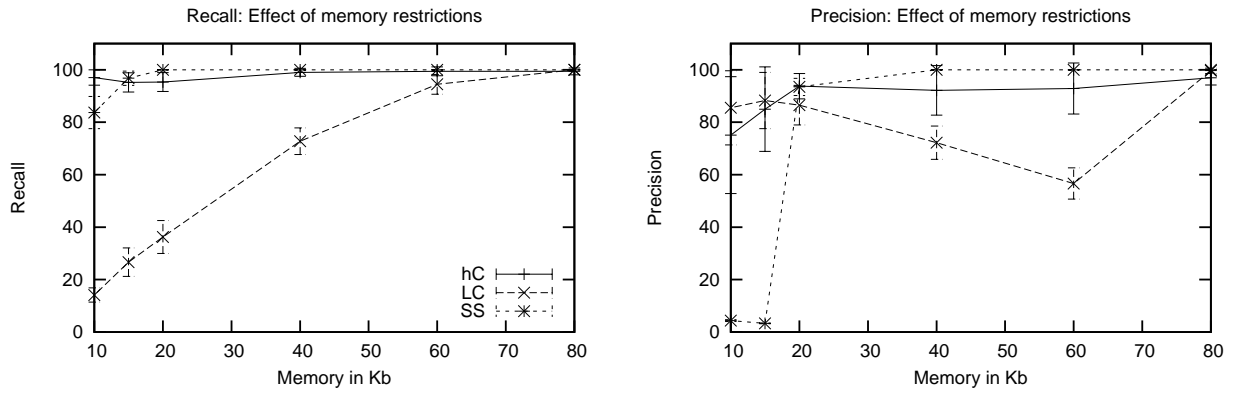 Recall: Effect of memory restrictions
100
80
60
40
20
0
Recall
hC
LC
SS
10 20 30 40 50 60 70 80
Memory in Kb
Precision: Effect of memory restrictions
100
80
60
40
20
0
Precision
10 20 30 40 50 60 70 80
Memory in Kb